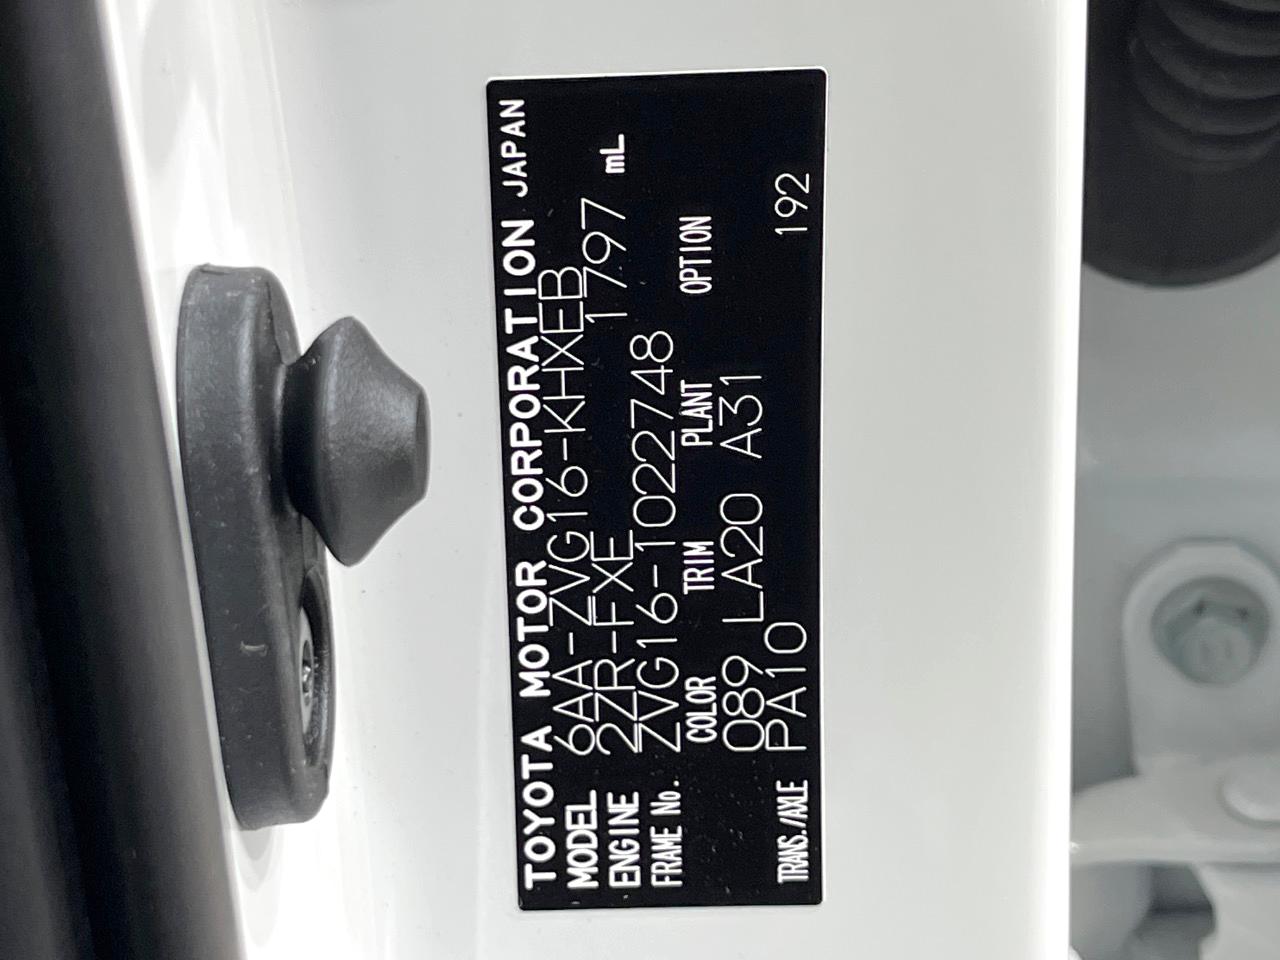 TOYOTA MOTOR CORPORATION JAPAN
MODEL 6AA-ZVG16-KHXEB
ENGINE 2ZR-FXE 1797 mL
FRAME No. ZVG16-1022748
COLOR TRIM PLANT OPTION
089 LA20 A31
TRANS./AXLE PA10 192